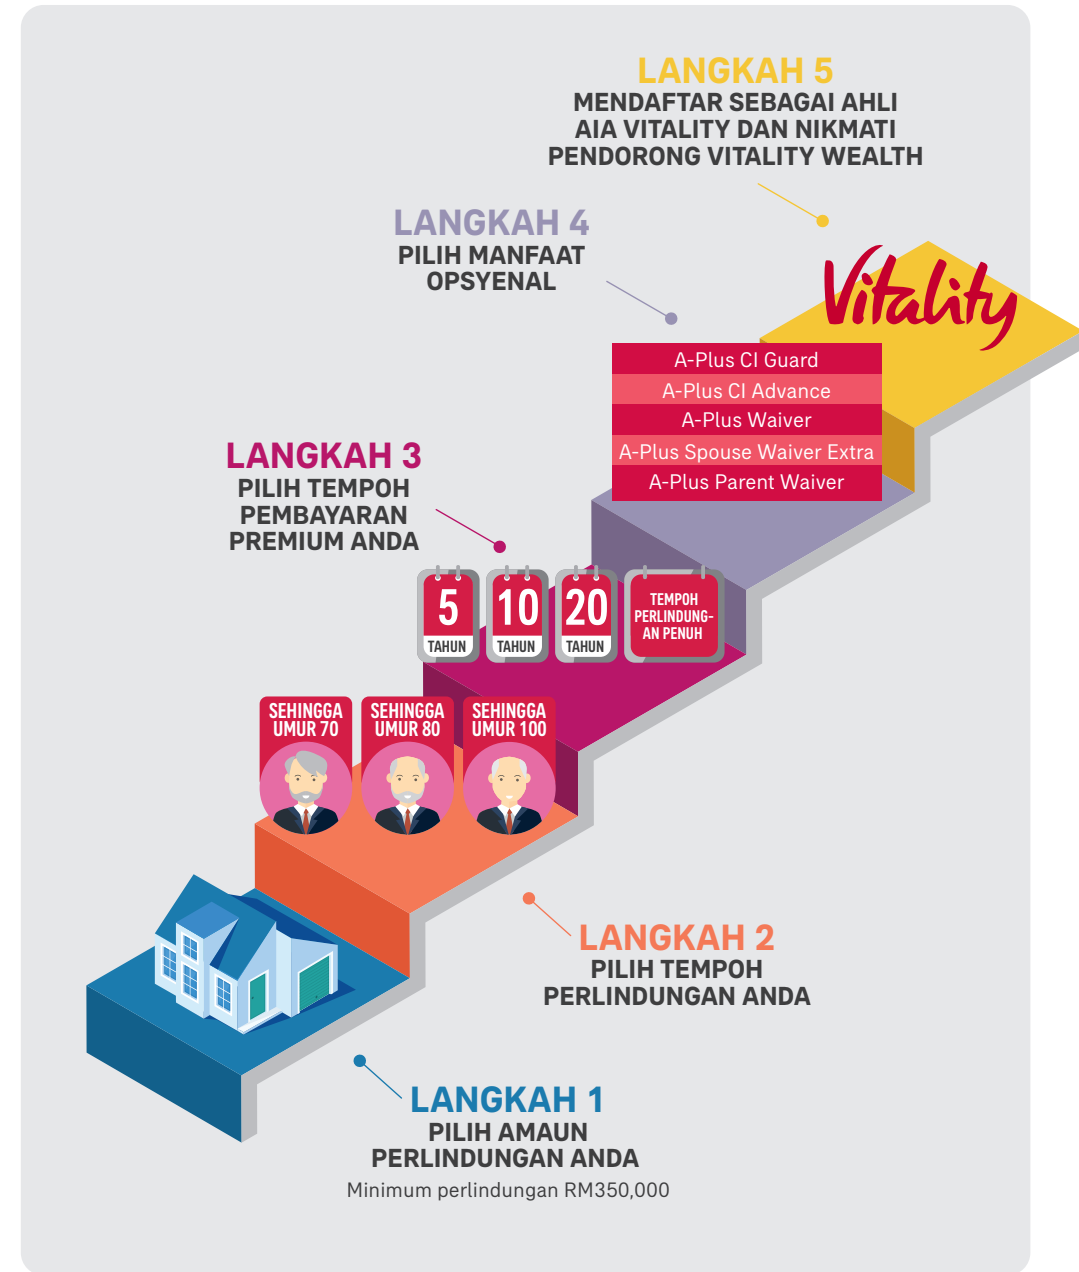 LANGKAH 5
MENDAFTAR SEBAGAI AHLI
AIA VITALITY DAN NIKMATI
PENDORONG VITALITY WEALTH
Vitality
LANGKAH 4
PILIH MANFAAT
OPSYENAL
A-Plus CI Guard
A-Plus CI Advance
A-Plus Waiver
A-Plus Spouse Waiver Extra
A-Plus Parent Waiver
LANGKAH 3
PILIH TEMPOH
PEMBAYARAN
PREMIUM ANDA
5
TAHUN
10
TAHUN
20
TAHUN
TEMPOH
PERLINDUNG-
AN PENUH
SEHINGGA
UMUR 70
SEHINGGA
UMUR 80
SEHINGGA
UMUR 100
LANGKAH 2
PILIH TEMPOH
PERLINDUNGAN ANDA
LANGKAH 1
PILIH AMAUN
PERLINDUNGAN ANDA
Minimum perlindungan RM350,000